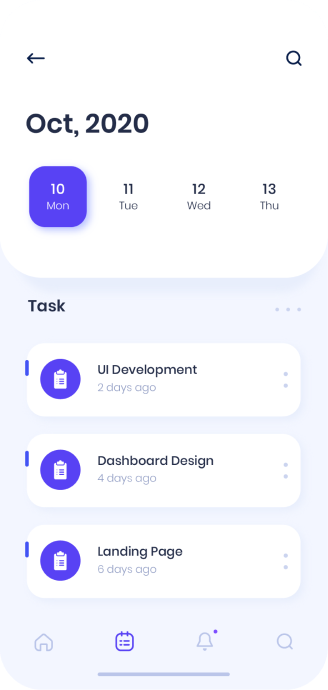 Oct, 2020
10 11 12 13
Mon Tue Wed Thu
Task
UI Development
2 days ago
Dashboard Design
4 days ago
Landing Page
6 days ago